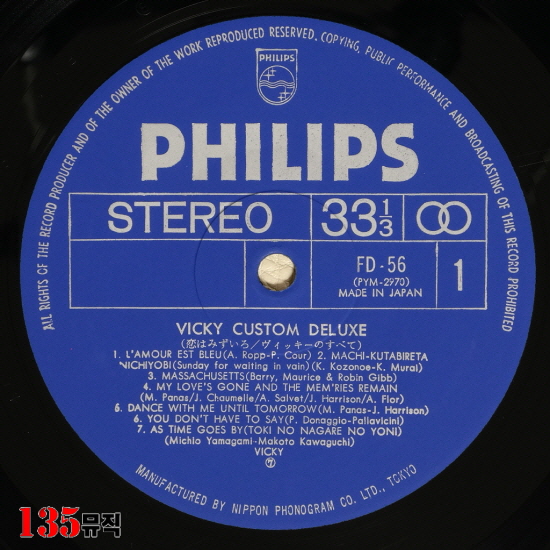 ALL RIGHTS OF THE RECORD PRODUCER AND OF THE OWNER OF THE WORK REPRODUCED RESERVED. COPYING, PUBLIC PERFORMANCE AND BROADCASTING OF THIS RECORD PROHIBITED
PHILIPS
PHILIPS
STEREO 33 1/3
FD-56
(PYM-2970)
MADE IN JAPAN
1
VICKY CUSTOM DELUXE
(恋はみずいろ/ヴィッキーのすべて)
1. L'AMOUR EST BLEU(A. Ropp-P. Cour) 2. MACHI-KUTABIRETA
NICHIYOBI(Sunday for waiting in vain)(K. Kozonoe-K. Murai)
3. MASSACHUSETTS(Barry, Maurice & Robin Gibb)
4. MY LOVE'S GONE AND THE MEM'RIES REMAIN
(M. Panas/J. Chaumelle/A. Salvet/J. Harrison/A. Flor)
5. DANCE WITH ME UNTIL TOMORROW(M. Panas-J. Harrison)
6. YOU DON'T HAVE TO SAY(P. Donaggio-Pallavicini)
7. AS TIME GOES BY(TOKI NO NAGARE NO YONI)
(Michio Yamagami-Makoto Kawaguchi)
VICKY
MANUFACTURED BY NIPPON PHONOGRAM CO. LTD., TOKYO
135뮤직